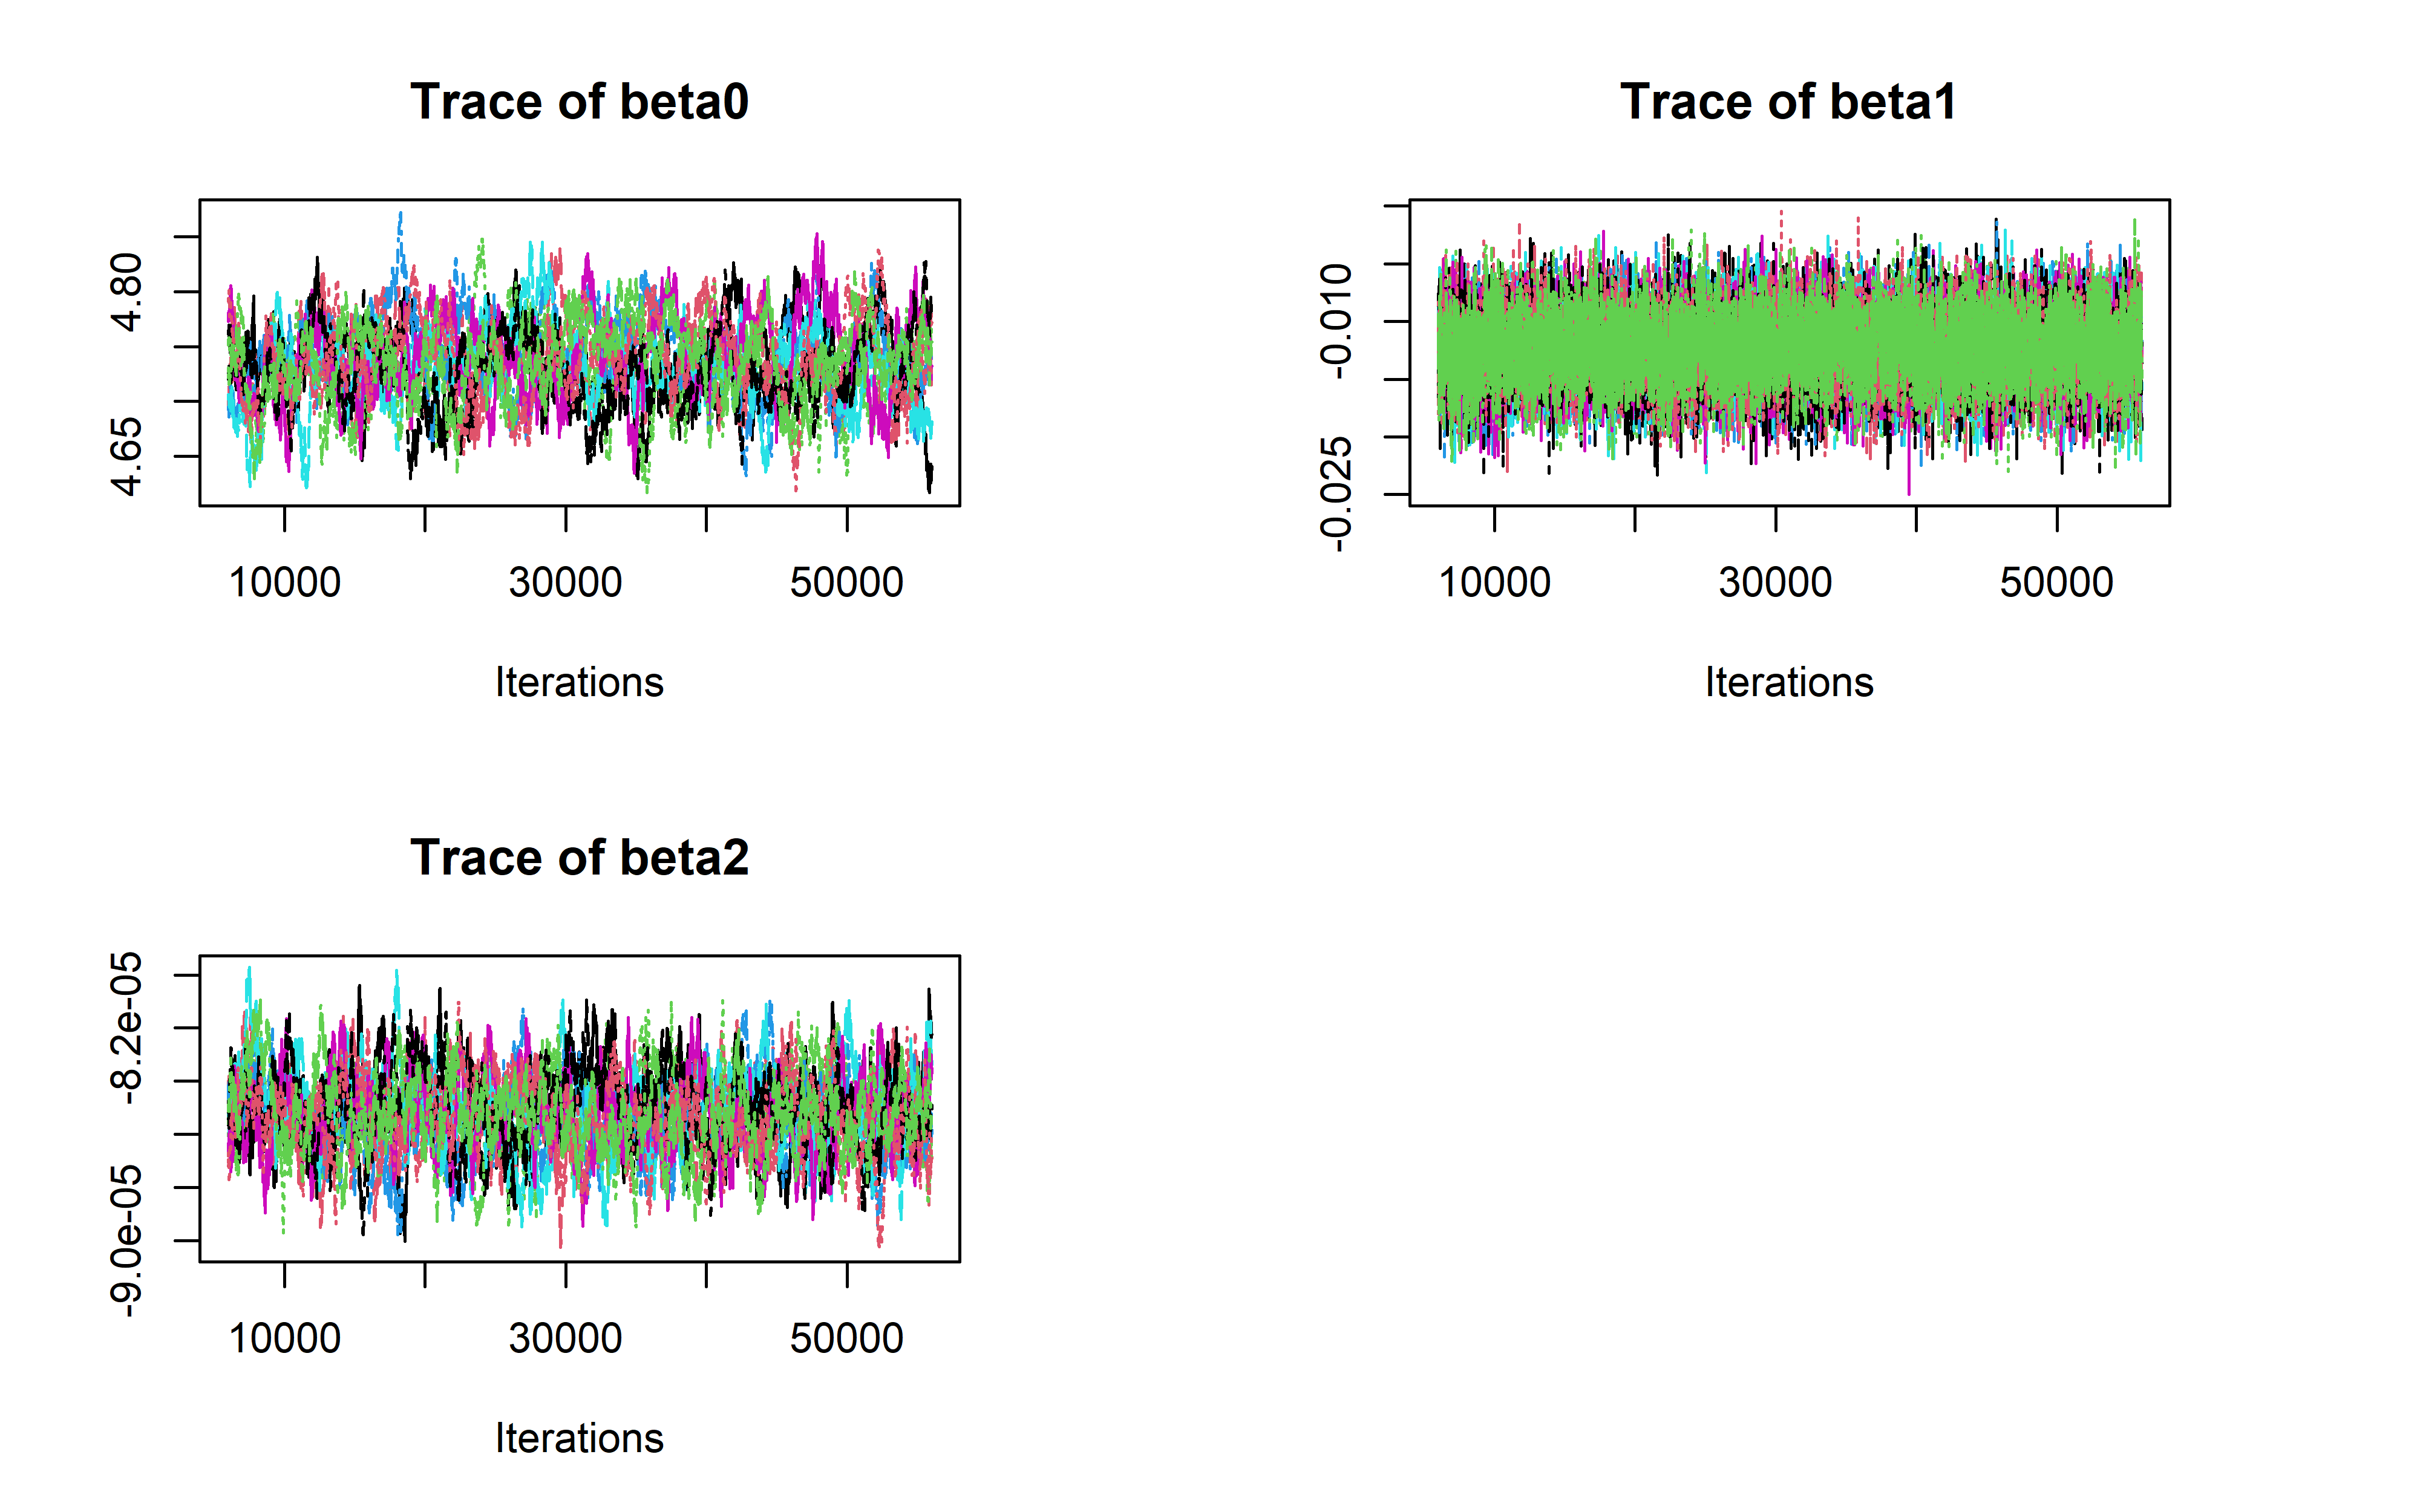 Trace of beta0
4.80
4.65
10000 30000 50000
Iterations
Trace of beta1
-0.010
-0.025
10000 30000 50000
Iterations
Trace of beta2
-8.2e-05
-9.0e-05
10000 30000 50000
Iterations